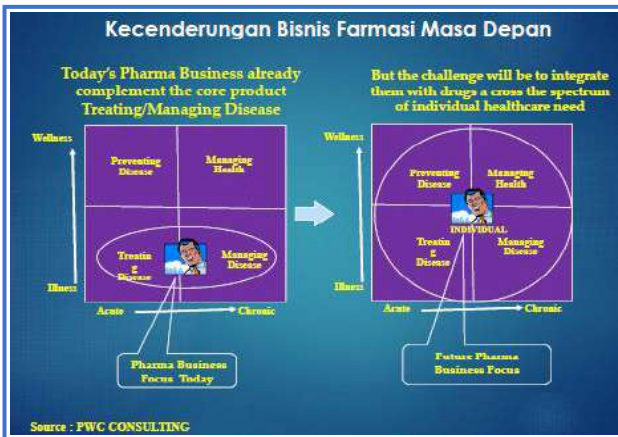 Kecenderungan Bisnis Farmasi Masa Depan
Today's Pharma Business already
complement the core product
Treating/Managing Disease
But the challenge will be to integrate
them with drugs a cross the spectrum
of individual healthcare need
Wellness
Preventing
Disease
Managing
Health
Treatin
g
Disease
Managing
Disease
Illness
Acute
Chronic
Pharma Business
Focus Today
Wellness
Preventing
Disease
Managing
Health
INDIVIDUAL
Treatin
g
Disease
Managing
Disease
Illness
Acute
Chronic
Future Pharma
Business Focus
Source : PWC CONSULTING